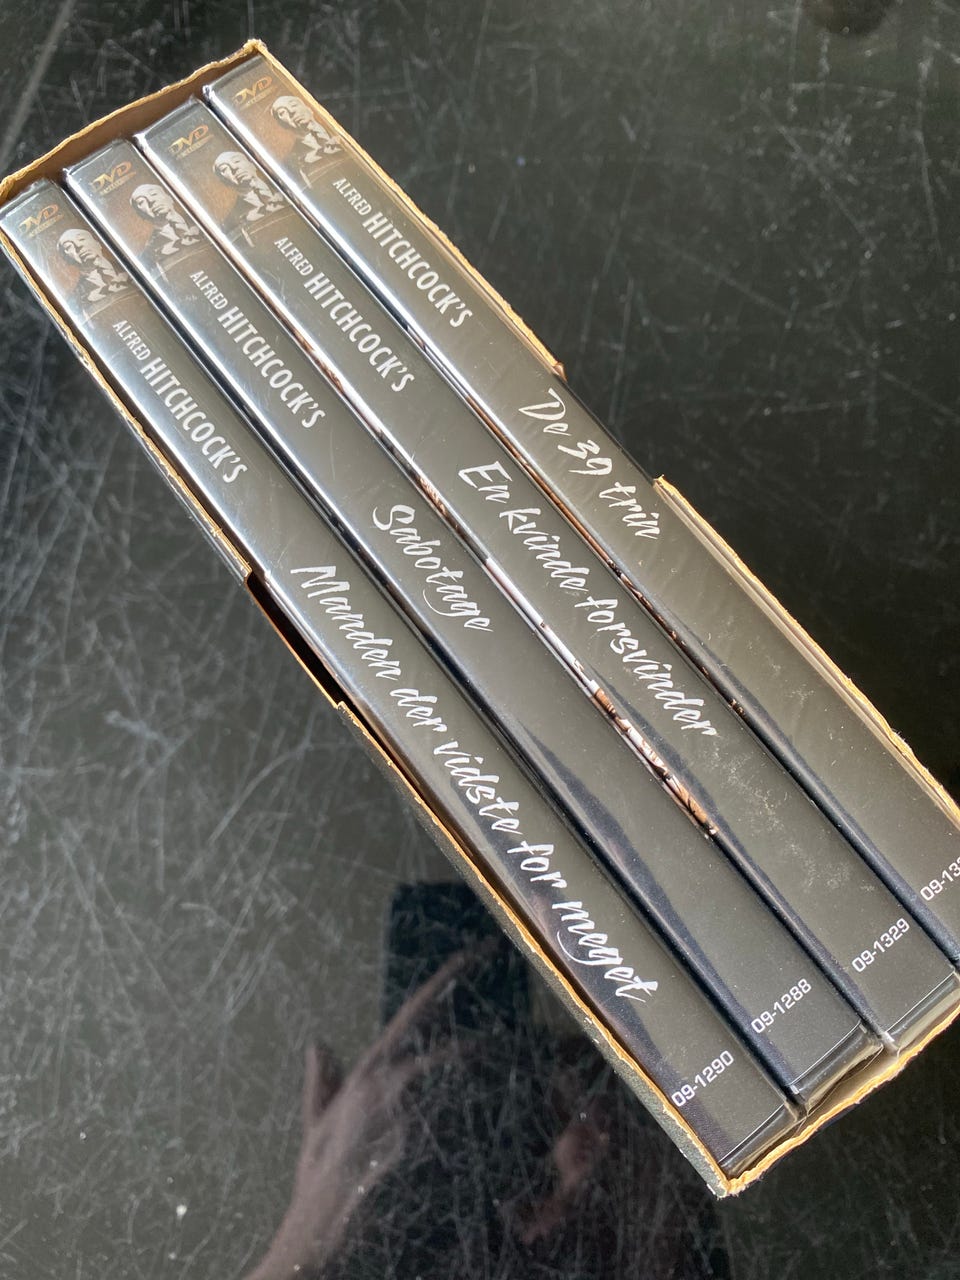 DVD
ALFRED HITCHCOCK'S
De 39 trin
DVD
ALFRED HITCHCOCK'S
En kvinde forsvinder
09-1329
DVD
ALFRED HITCHCOCK'S
Sabotage
09-1288
DVD
ALFRED HITCHCOCK'S
Manden der vidste for meget
09-1290